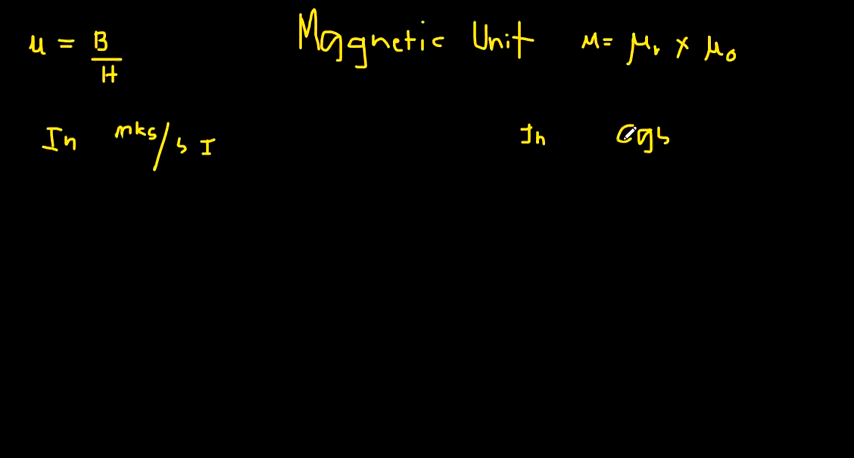 μ = B/H
Magnetic Unit
μ = μr × μo
In mks/s I
In cgs